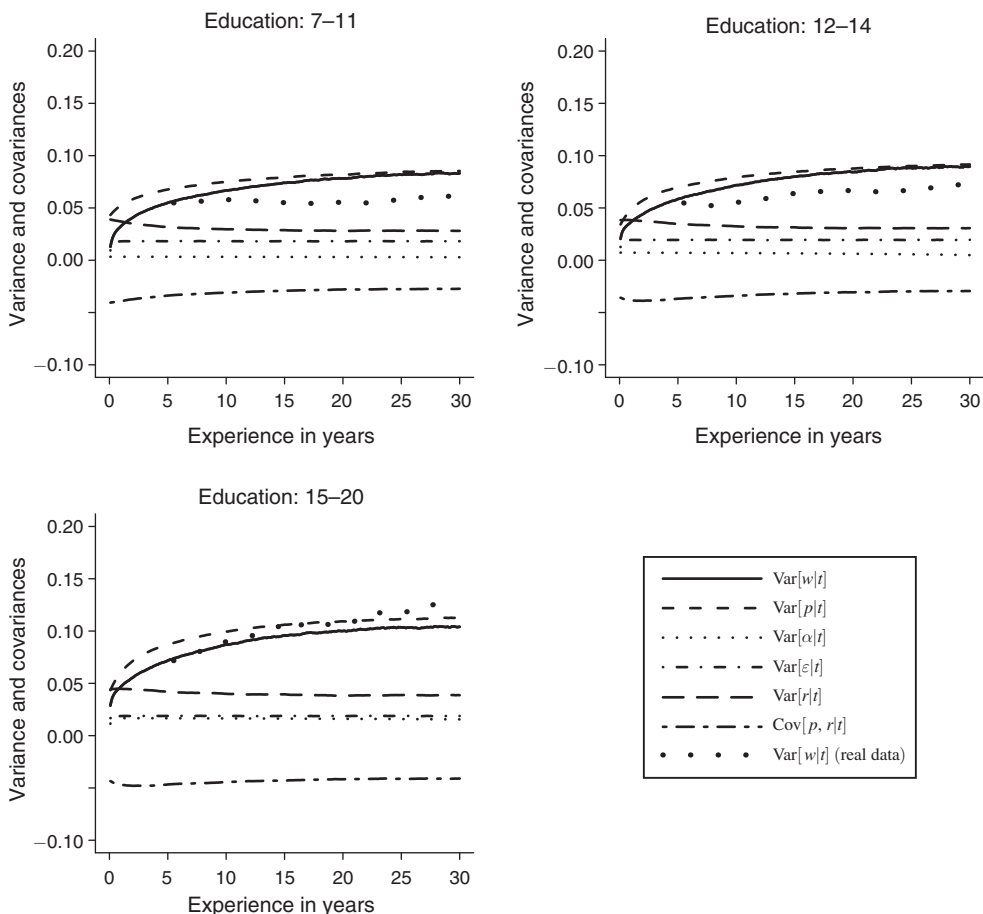 Education: 7–11
Variance and covariances
0.20
0.15
0.10
0.05
0.00
−0.10
0 5 10 15 20 25 30
Experience in years
Education: 12–14
Variance and covariances
0.20
0.15
0.10
0.05
0.00
−0.10
0 5 10 15 20 25 30
Experience in years
Education: 15–20
Variance and covariances
0.20
0.15
0.10
0.05
0.00
−0.10
0 5 10 15 20 25 30
Experience in years
Var[w|t]
Var[p|t]
Var[α|t]
Var[ε|t]
Var[r|t]
Cov[p, r|t]
Var[w|t] (real data)